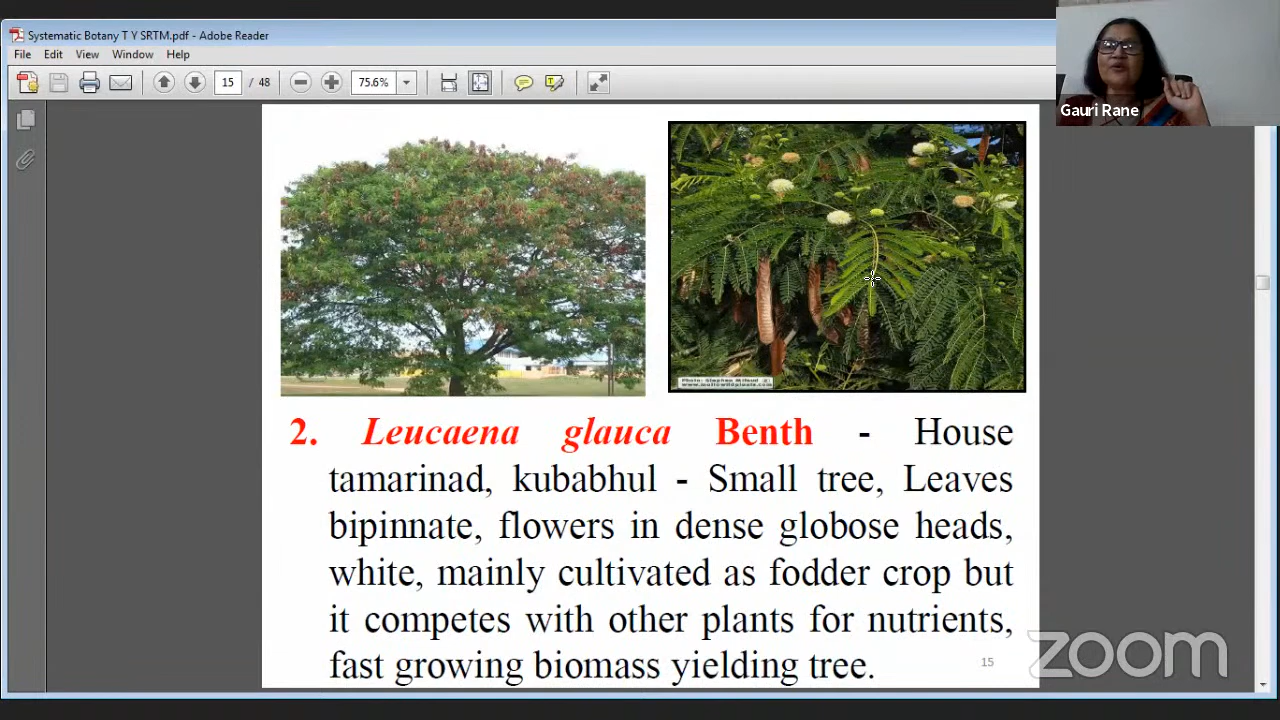 Systematic Botany T Y SRTM.pdf - Adobe Reader
File Edit View Window Help
15 / 48 75.6%
Gauri Rane
2. Leucaena glauca Benth - House
tamarinad, kubabhul - Small tree, Leaves
bipinnate, flowers in dense globose heads,
white, mainly cultivated as fodder crop but
it competes with other plants for nutrients,
fast growing biomass yielding tree.
15
zoom